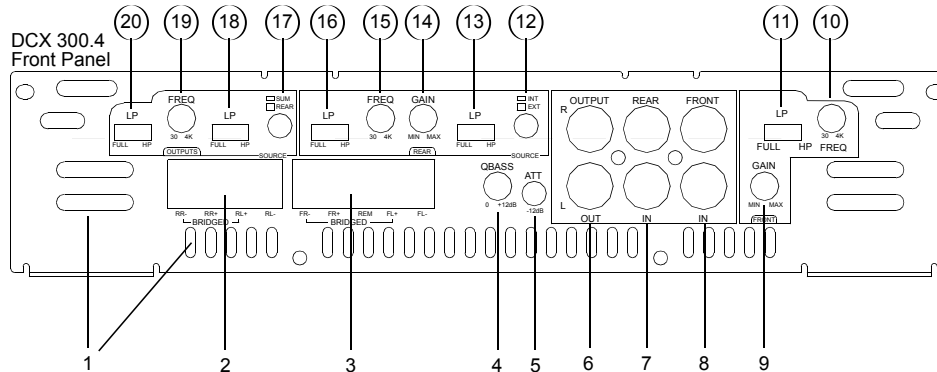 20 19 18 17 16 15 14 13 12 11 10
DCX 300.4
Front Panel
LP FREQ LP SUM REAR LP FREQ GAIN LP INT EXT
FULL HP 30 4K FULL HP FULL HP 30 4K MIN MAX FULL HP
OUTPUTS SOURCE REAR SOURCE
R OUTPUT REAR FRONT
L OUT IN IN
LP
FULL HP 30 4K
FREQ
GAIN
MIN MAX
FRONT
QBASS ATT
0 +12dB -12dB
RR- RR+ RL+ RL- FR- FR+ REM FL+ FL-
BRIDGED BRIDGED
1 2 3 4 5 6 7 8 9